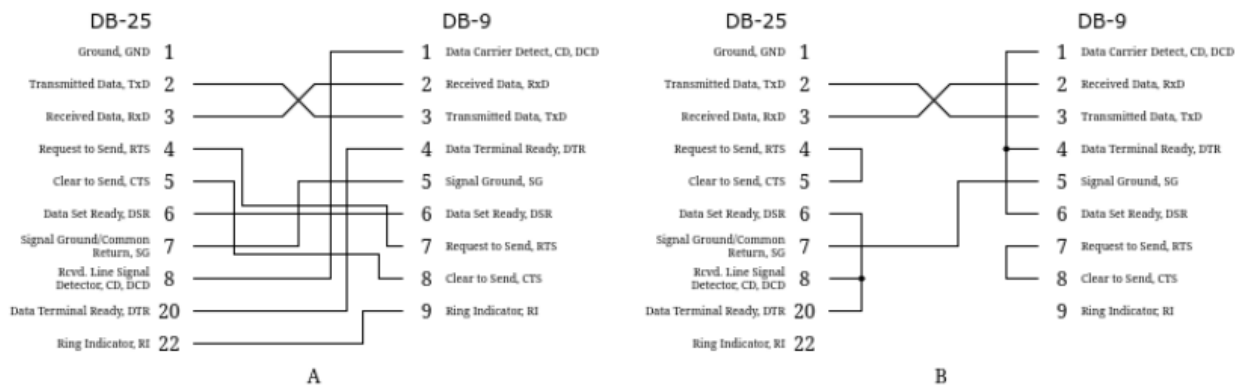 DB-25
DB-9
Ground, GND 1
1 Data Carrier Detect, CD, DCD
Transmitted Data, TxD 2
2 Received Data, RxD
Received Data, RxD 3
3 Transmitted Data, TxD
Request to Send, RTS 4
4 Data Terminal Ready, DTR
Clear to Send, CTS 5
5 Signal Ground, SG
Data Set Ready, DSR 6
6 Data Set Ready, DSR
Signal Ground/Common
Return, SG
7
7 Request to Send, RTS
Rcvd. Line Signal
Detector, CD, DCD
8
8 Clear to Send, CTS
Data Terminal Ready, DTR 20
9 Ring Indicator, RI
Ring Indicator, RI 22
A
DB-25
DB-9
Ground, GND 1
1 Data Carrier Detect, CD, DCD
Transmitted Data, TxD 2
2 Received Data, RxD
Received Data, RxD 3
3 Transmitted Data, TxD
Request to Send, RTS 4
4 Data Terminal Ready, DTR
Clear to Send, CTS 5
5 Signal Ground, SG
Data Set Ready, DSR 6
6 Data Set Ready, DSR
Signal Ground/Common
Return, SG
7
7 Request to Send, RTS
Rcvd. Line Signal
Detector, CD, DCD
8
8 Clear to Send, CTS
Data Terminal Ready, DTR 20
9 Ring Indicator, RI
Ring Indicator, RI 22
B